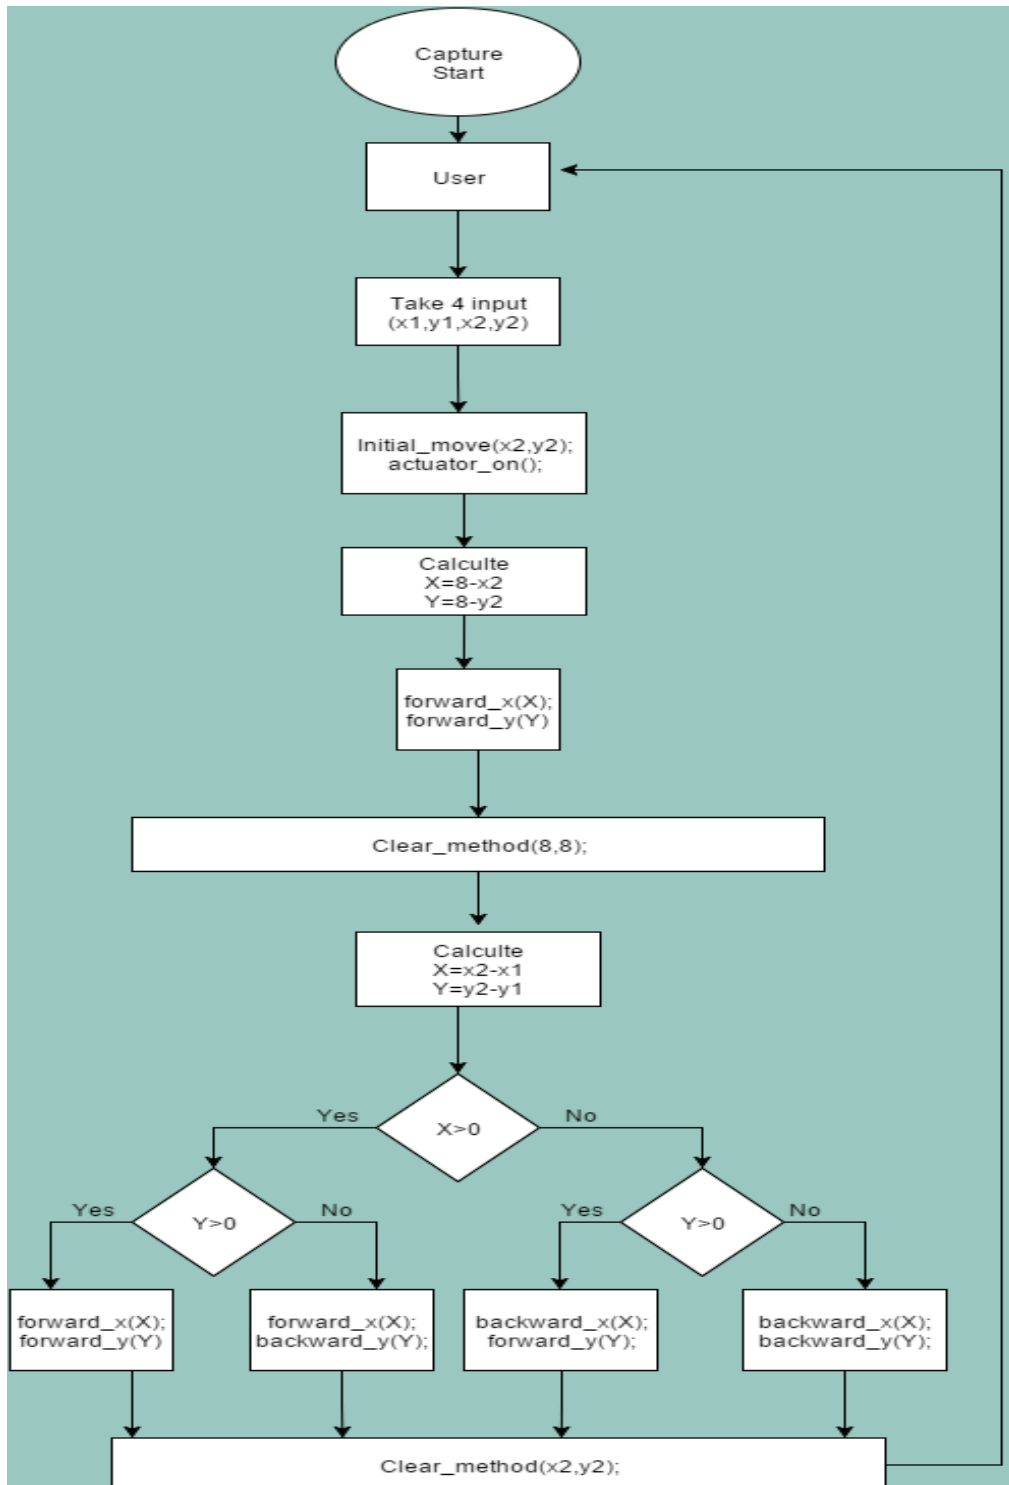 Capture
Start
User
Take 4 input
(x1,y1,x2,y2)
Initial_move(x2,y2);
actuator_on();
Calculte
X=8-x2
Y=8-y2
forward_x(X);
forward_y(Y)
Clear_method(8,8);
Calculte
X=x2-x1
Y=y2-y1
X>0
Yes
No
Y>0
Yes
No
Y>0
Yes
No
forward_x(X);
forward_y(Y)
forward_x(X);
backward_y(Y);
backward_x(X);
forward_y(Y);
backward_x(X);
backward_y(Y);
Clear_method(x2,y2);